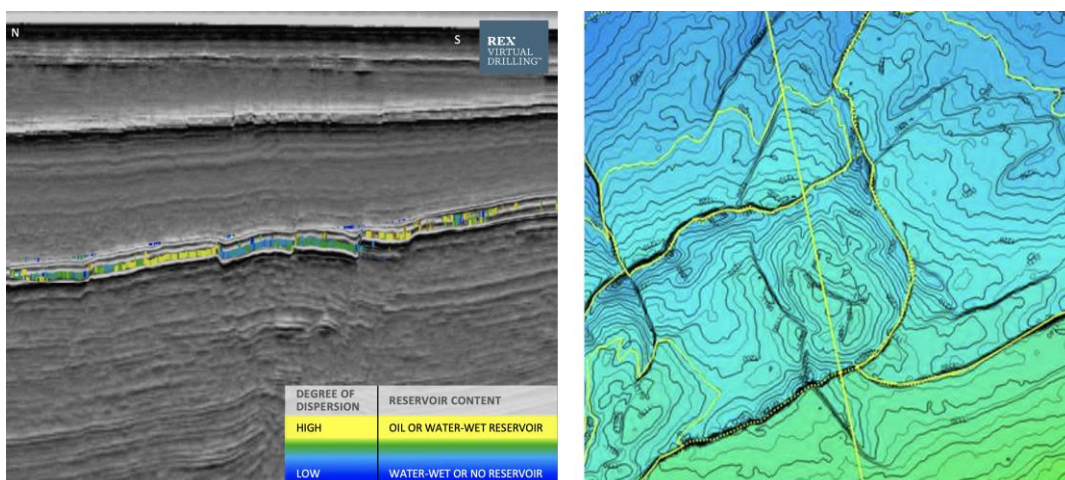 N
S
REX
VIRTUAL
DRILLING™
DEGREE OF
DISPERSION
RESERVOIR CONTENT
HIGH
OIL OR WATER-WET RESERVOIR
LOW
WATER-WET OR NO RESERVOIR